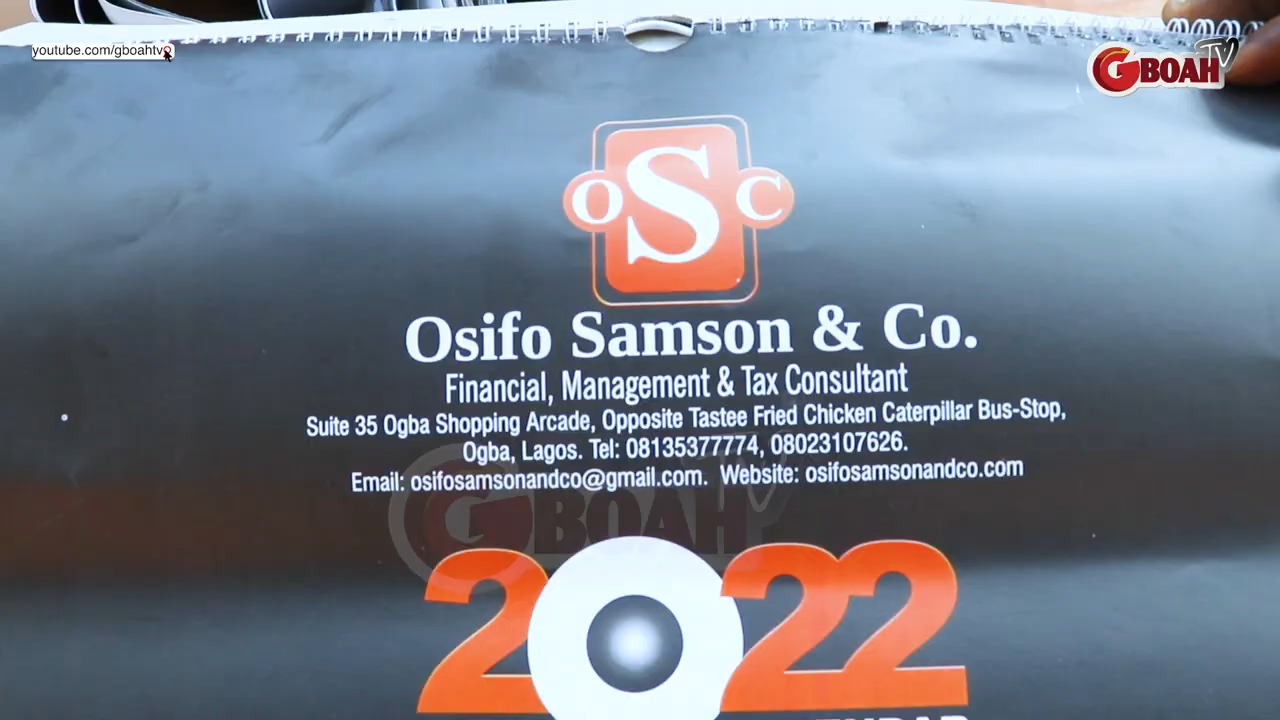 youtube.com/gboahtv
GBOAH TV
O S C
Osifo Samson & Co.
Financial, Management & Tax Consultant
Suite 35 Ogba Shopping Arcade, Opposite Tastee Fried Chicken Caterpillar Bus-Stop,
Ogba, Lagos. Tel: 08135377774, 08023107626.
Email: osifosamsonandco@gmail.com. Website: osifosamsonandco.com
GBOAH TV
2022